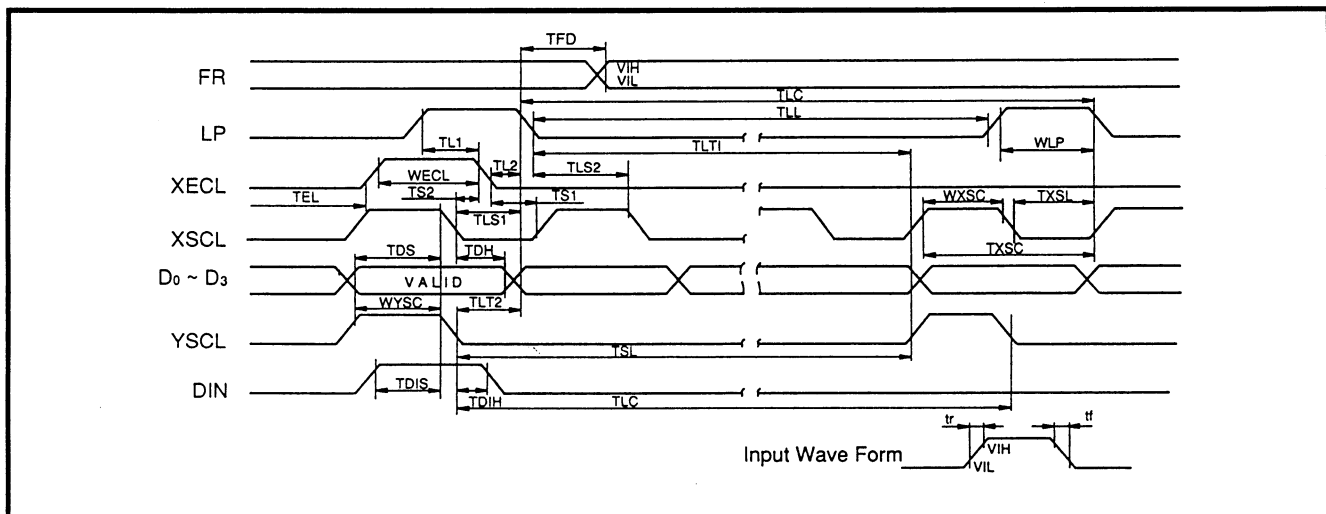 TFD
FR
VIH
VIL
TLC
TLL
LP
TL1
TL2
TLTI
WLP
TLS2
XECL
WECL
TS2
TS1
TEL
TLS1
WXSC
TXSL
XSCL
TDS
TDH
TXSC
D0 ~ D3
VALID
WYSC
TLT2
YSCL
TSL
DIN
TDIS
TDIH
TLC
tr
tf
Input Wave Form
VIH
VIL